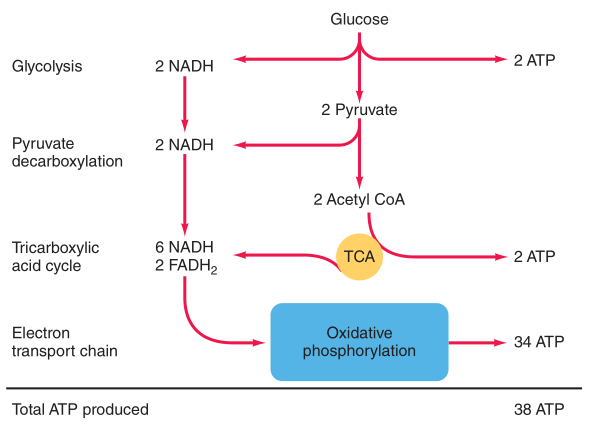 Glucose
Glycolysis
2 NADH
2 ATP
2 Pyruvate
Pyruvate
decarboxylation
2 NADH
2 Acetyl CoA
Tricarboxylic
acid cycle
6 NADH
2 FADH₂
TCA
2 ATP
Electron
transport chain
Oxidative
phosphorylation
34 ATP
Total ATP produced
38 ATP